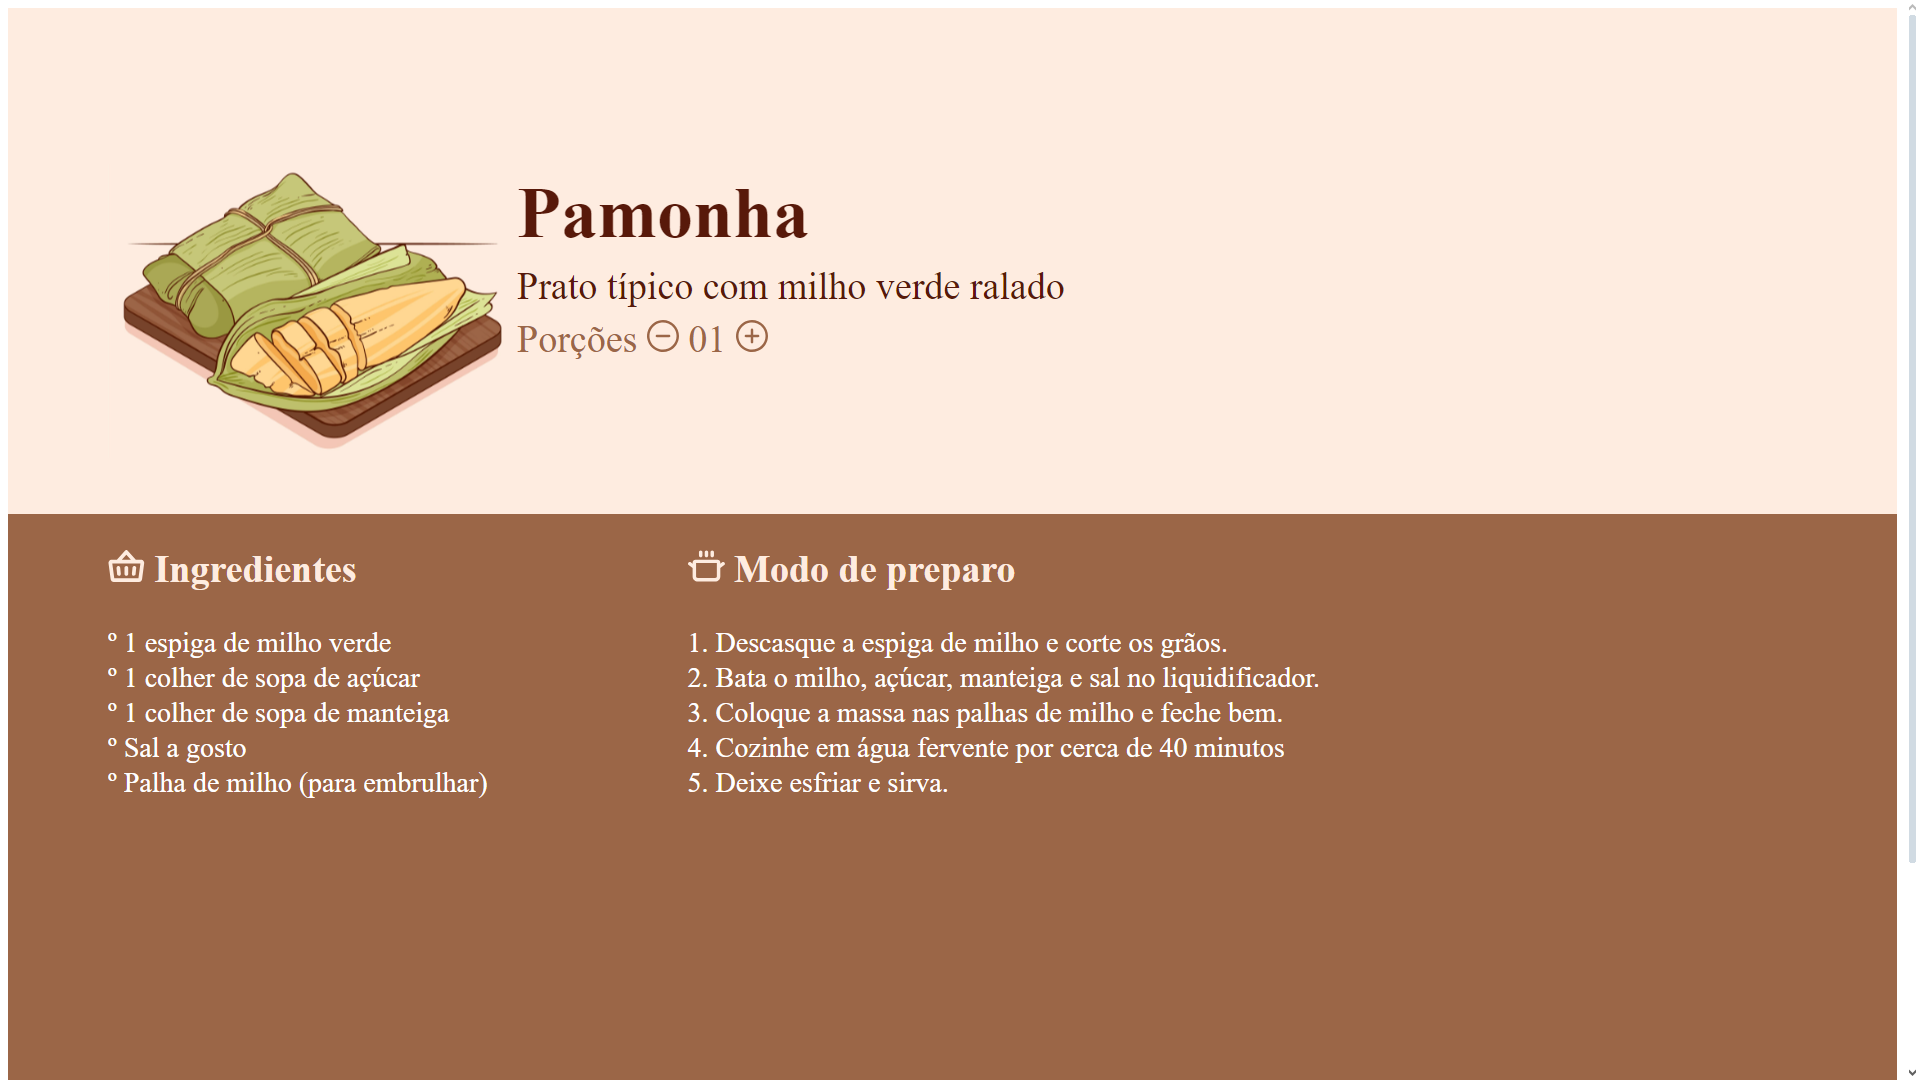 Pamonha
Prato típico com milho verde ralado
Porções 01
Ingredientes
º 1 espiga de milho verde
º 1 colher de sopa de açúcar
º 1 colher de sopa de manteiga
º Sal a gosto
º Palha de milho (para embrulhar)
Modo de preparo
1. Descasque a espiga de milho e corte os grãos.
2. Bata o milho, açúcar, manteiga e sal no liquidificador.
3. Coloque a massa nas palhas de milho e feche bem.
4. Cozinhe em água fervente por cerca de 40 minutos
5. Deixe esfriar e sirva.